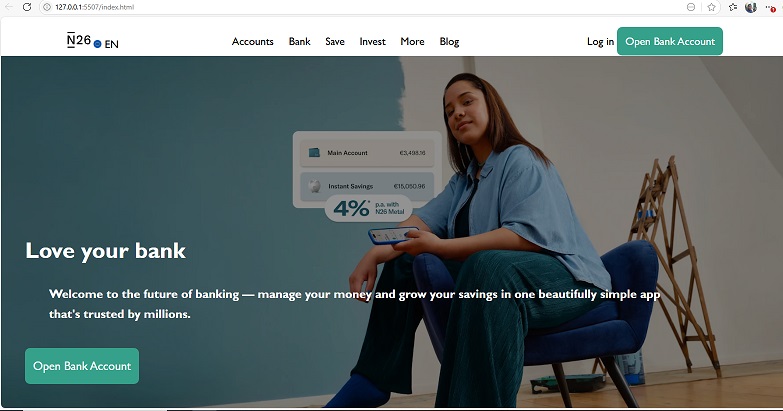 127.0.0.1:5507/index.html
N26 EN
Accounts Bank Save Invest More Blog
Log in Open Bank Account
Main Account €3,498.16
Instant Savings €15,050.96
4%* p.a. with
N26 Metal
Love your bank
Welcome to the future of banking — manage your money and grow your savings in one beautifully simple app
that's trusted by millions.
Open Bank Account